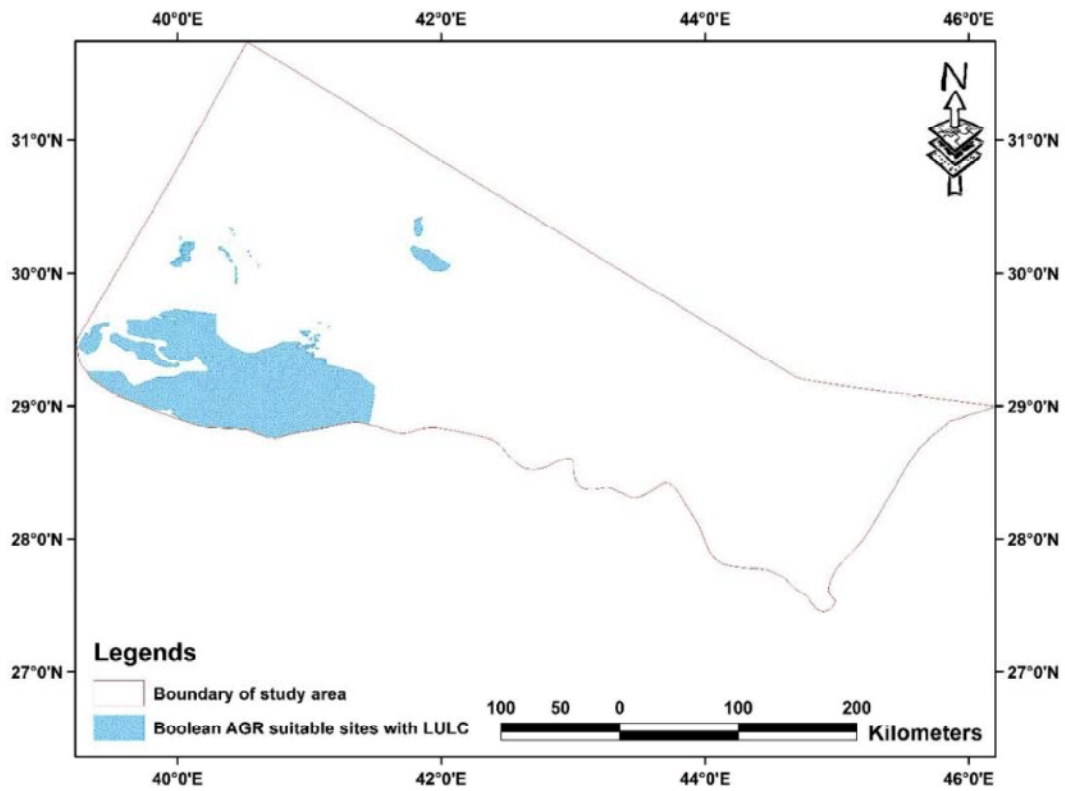 40°0'E 42°0'E 44°0'E 46°0'E
N
31°0'N 31°0'N
30°0'N 30°0'N
29°0'N 29°0'N
28°0'N 28°0'N
27°0'N 27°0'N
Legends
Boundary of study area
Boolean AGR suitable sites with LULC
100 50 0 100 200
Kilometers
40°0'E 42°0'E 44°0'E 46°0'E